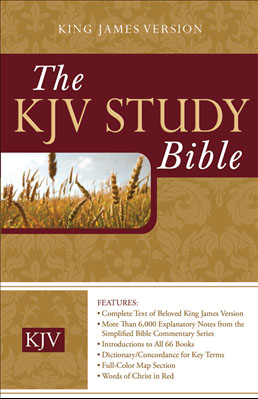 KING JAMES VERSION
The
KJV STUDY
Bible
FEATURES:
• Complete Text of Beloved King James Version
• More Than 6,000 Explanatory Notes from the
Simplified Bible Commentary Series
• Introductions to All 66 Books
• Dictionary/Concordance for Key Terms
• Full-Color Map Section
• Words of Christ in Red
KJV